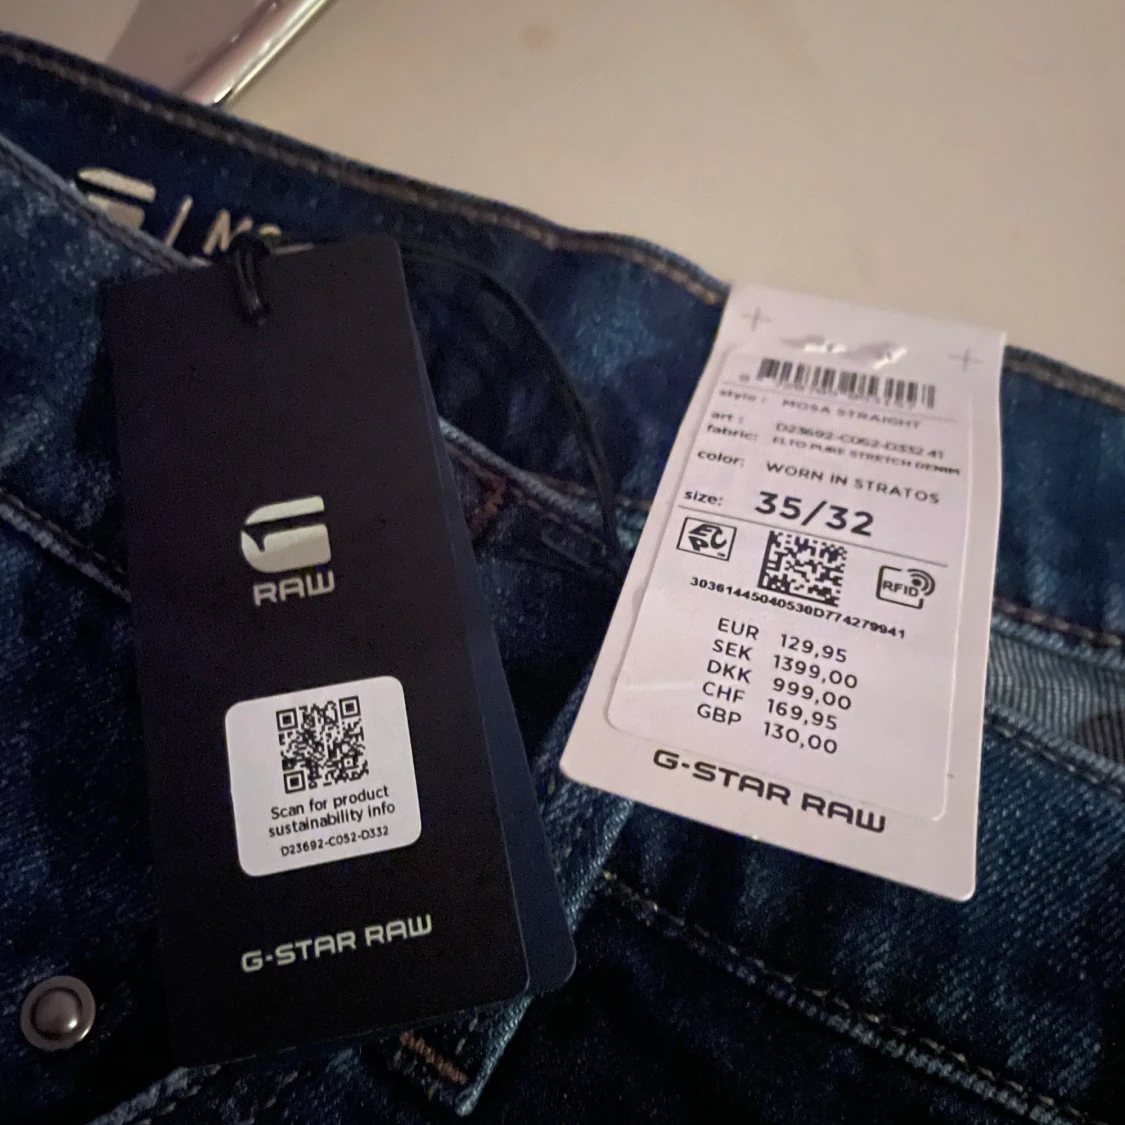 RAW
Scan for product
sustainability info
D23692-C052-D332
G-STAR RAW
style: MOSA STRAIGHT
art: D23692-C052-D332 41
fabric: ELTO PURE STRETCH DENIM
color: WORN IN STRATOS
size: 35/32
EPC
RFID
30361445040530D774279941
EUR 129,95
SEK 1399,00
DKK 999,00
CHF 169,95
GBP 130,00
G-STAR RAW